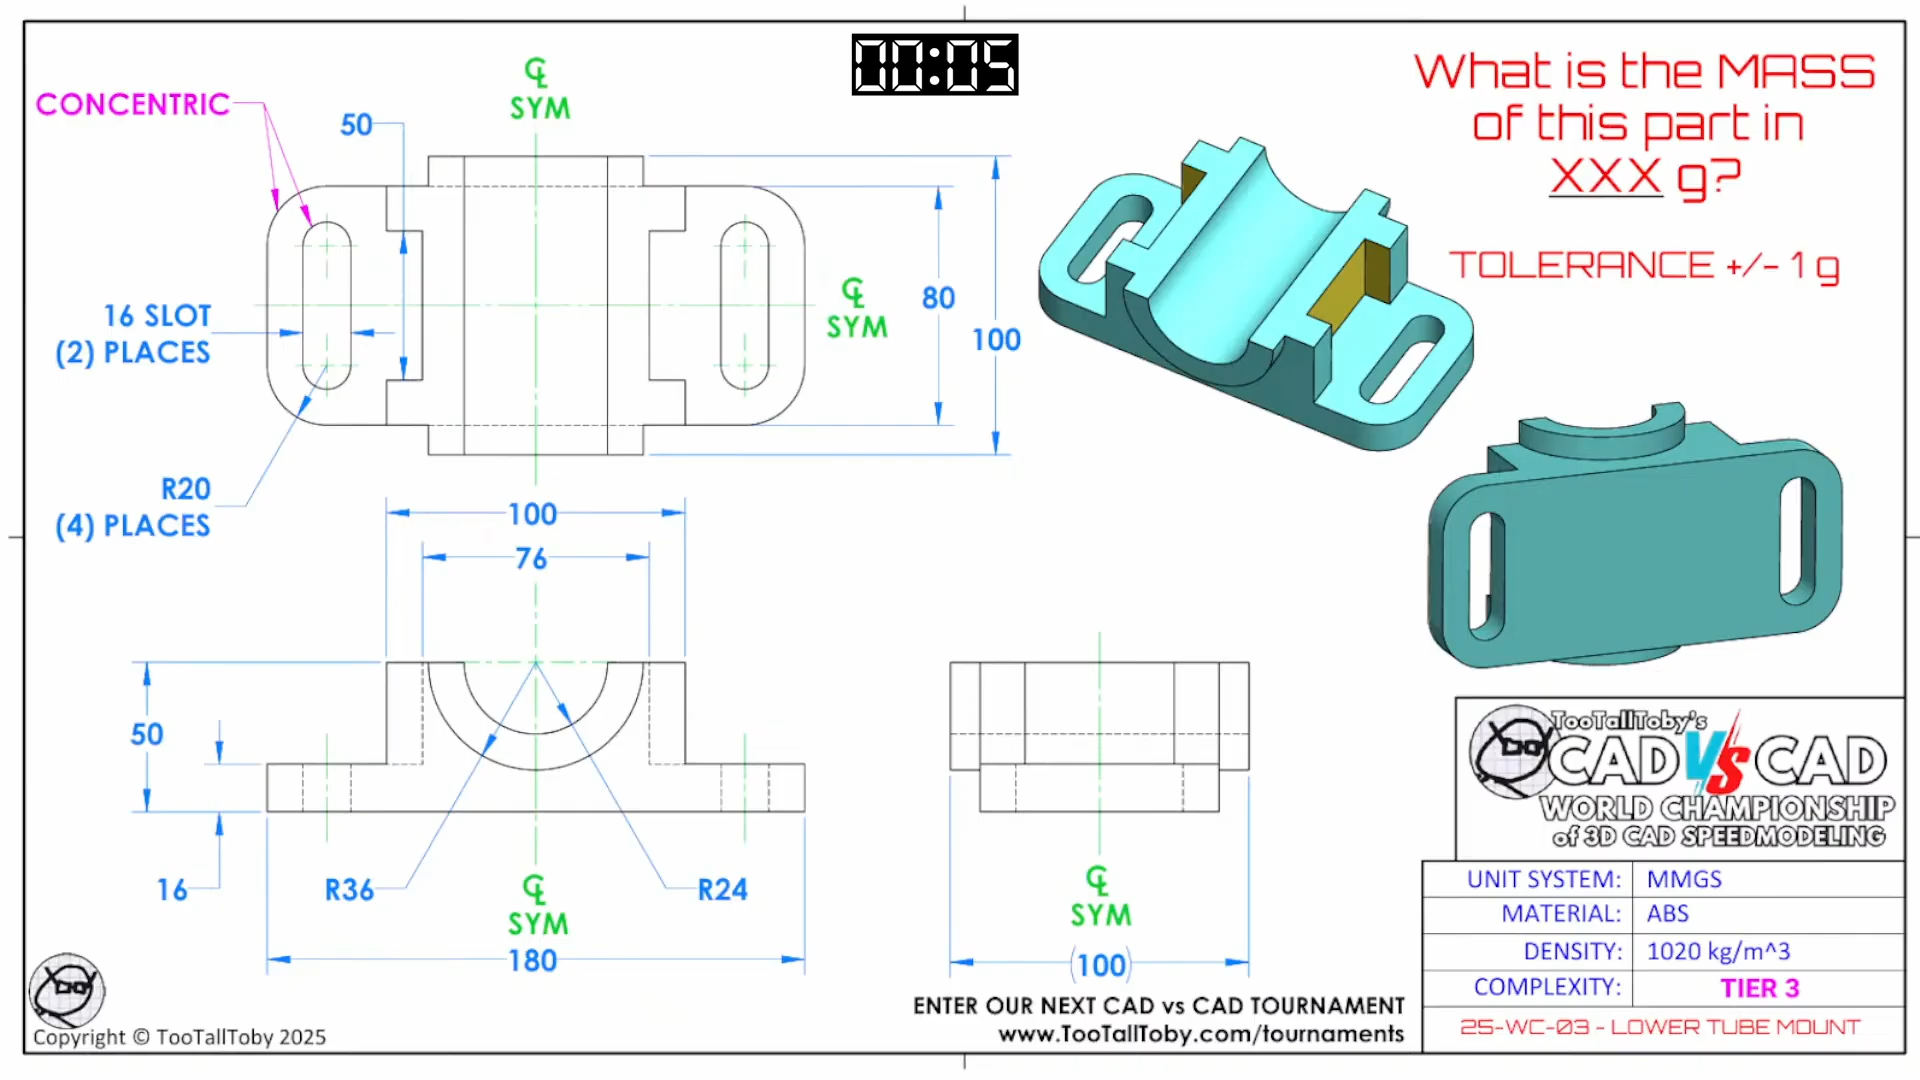 00:05
What is the MASS
of this part in
XXX g?
TOLERANCE +/- 1 g
CONCENTRIC
50
℄
SYM
16 SLOT
(2) PLACES
℄
SYM
80
100
R20
(4) PLACES
100
76
50
16
R36
℄
SYM
R24
180
℄
SYM
(100)
ENTER OUR NEXT CAD vs CAD TOURNAMENT
www.TooTallToby.com/tournaments
Copyright © TooTallToby 2025
TooTallToby's
CAD VS CAD
WORLD CHAMPIONSHIP
of 3D CAD SPEEDMODELING
UNIT SYSTEM: MMGS
MATERIAL: ABS
DENSITY: 1020 kg/m^3
COMPLEXITY: TIER 3
25-WC-03 - LOWER TUBE MOUNT